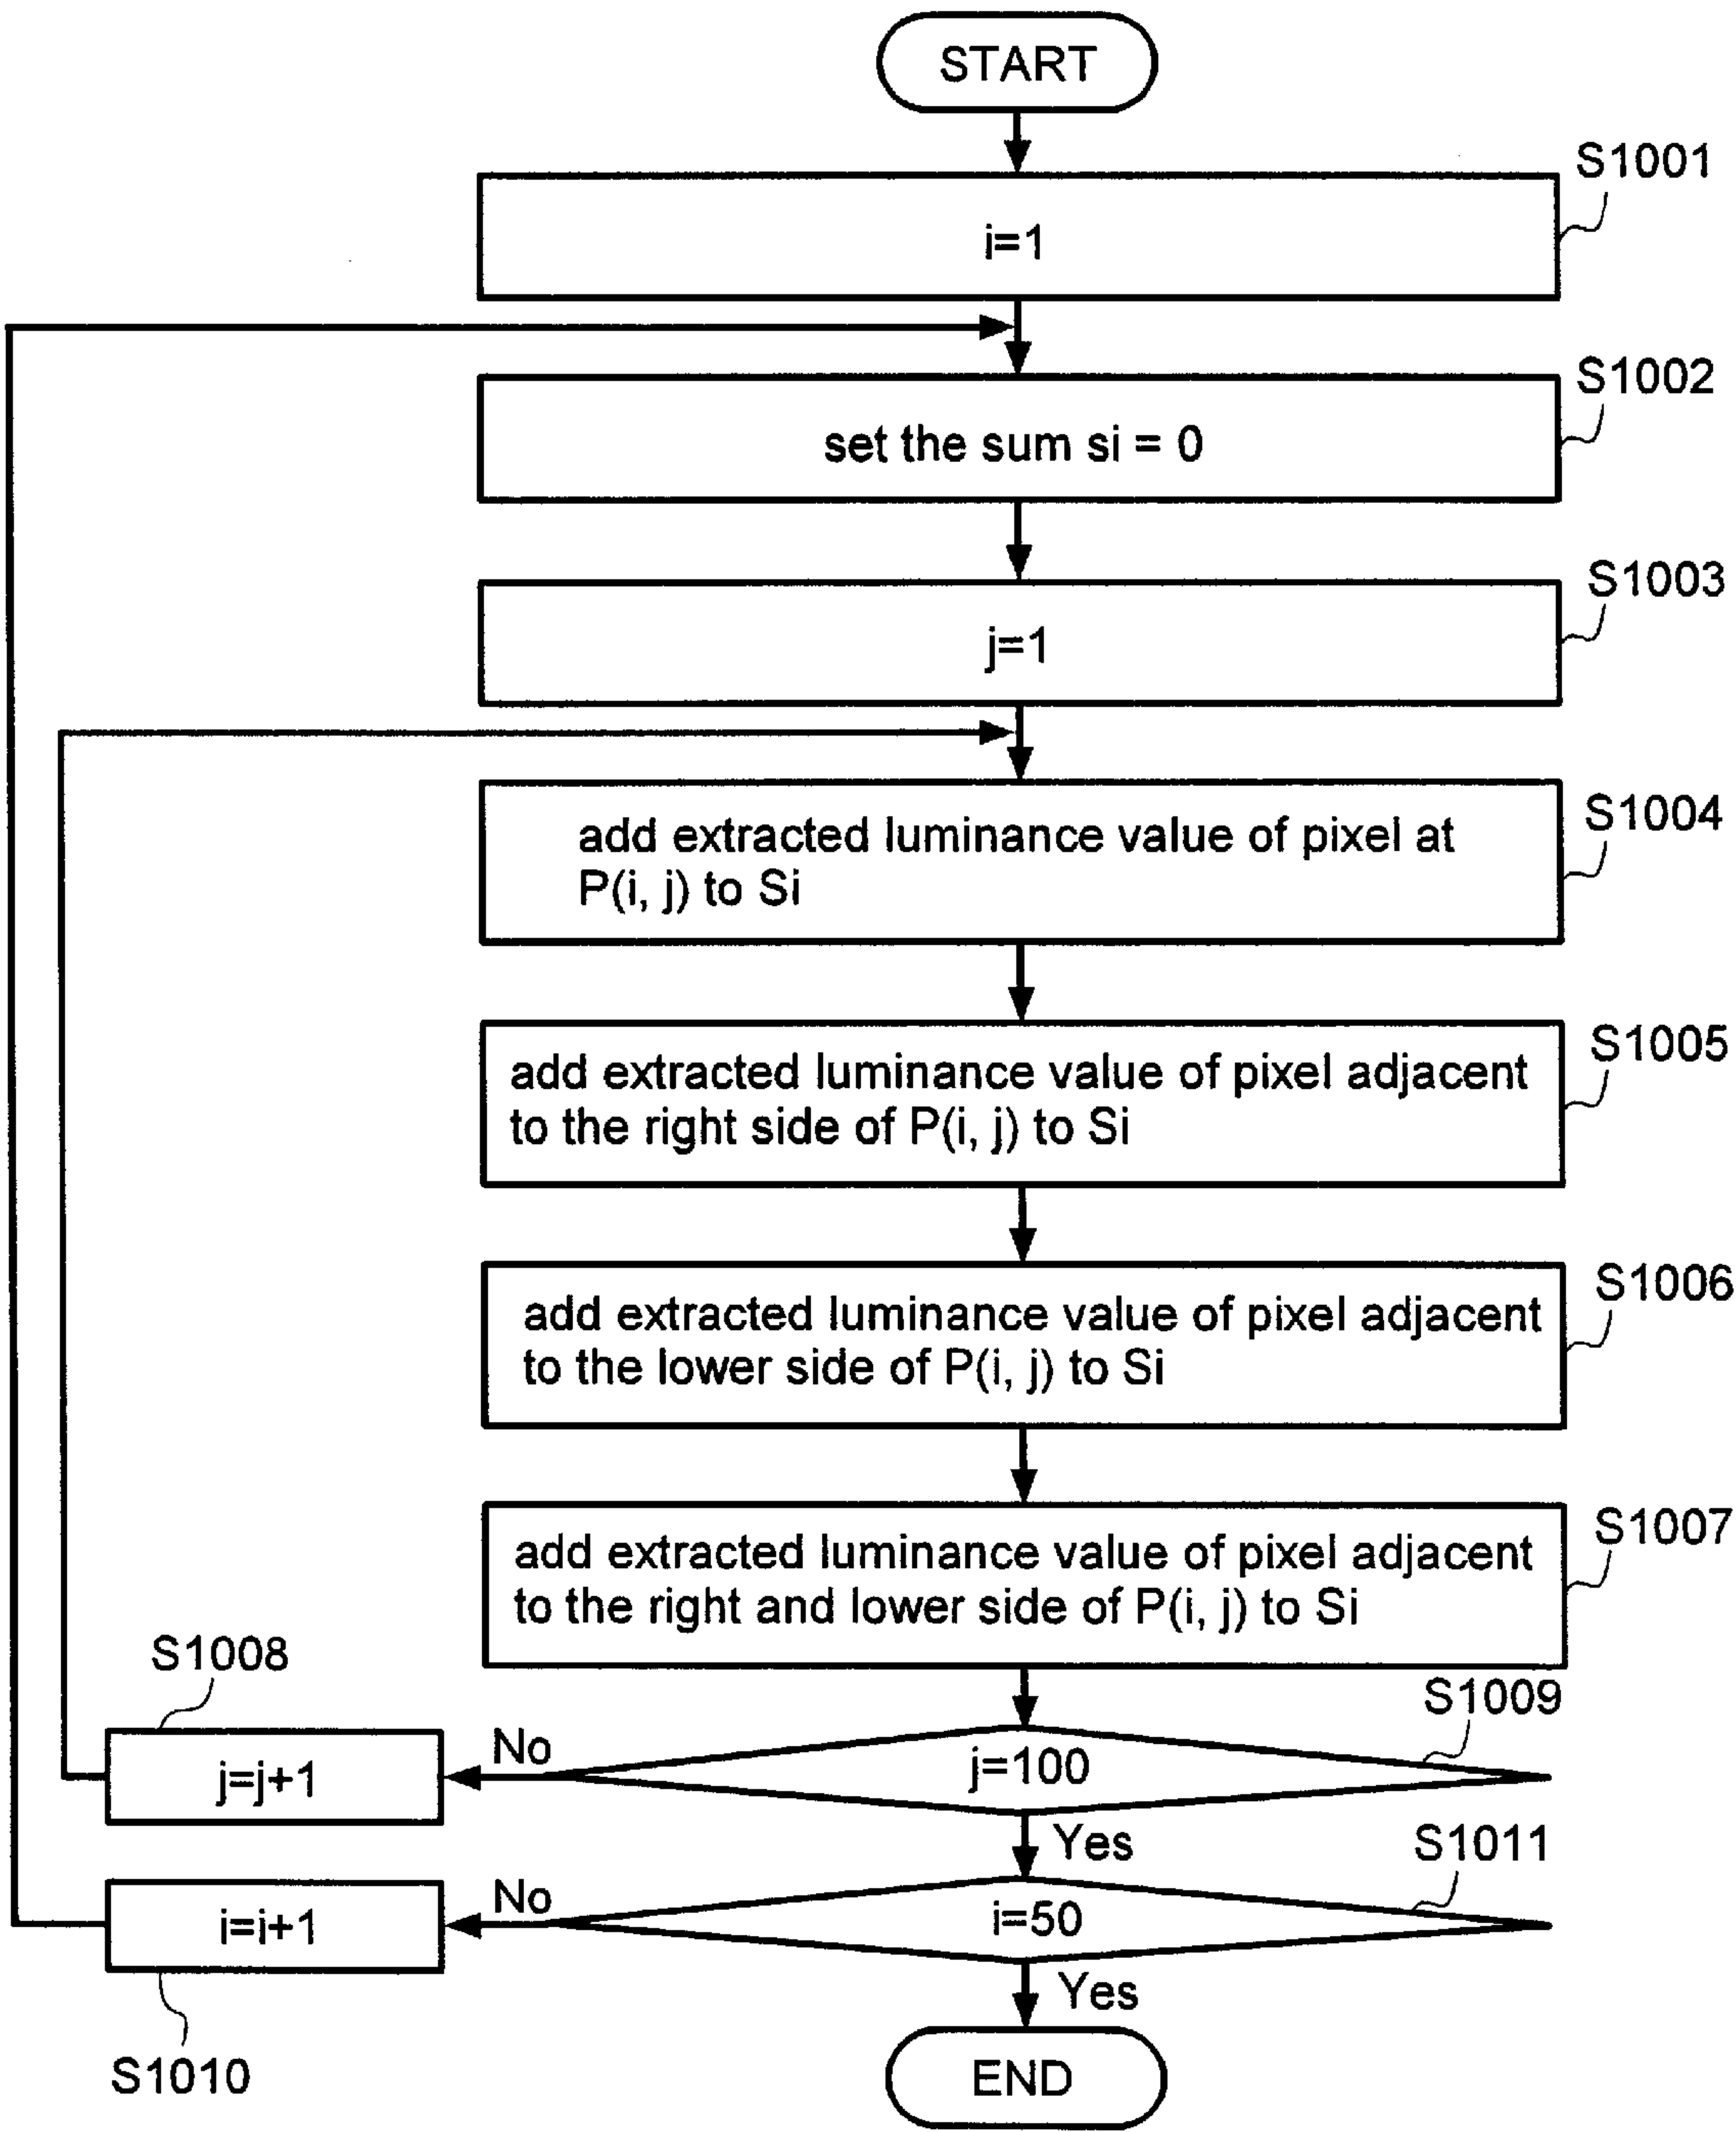 START
S1001
i=1
S1002
set the sum si = 0
S1003
j=1
S1004
add extracted luminance value of pixel at
P(i, j) to Si
S1005
add extracted luminance value of pixel adjacent
to the right side of P(i, j) to Si
S1006
add extracted luminance value of pixel adjacent
to the lower side of P(i, j) to Si
S1007
add extracted luminance value of pixel adjacent
to the right and lower side of P(i, j) to Si
S1008
S1009
j=j+1
No
j=100
Yes
S1011
i=i+1
No
i=50
Yes
S1010
END